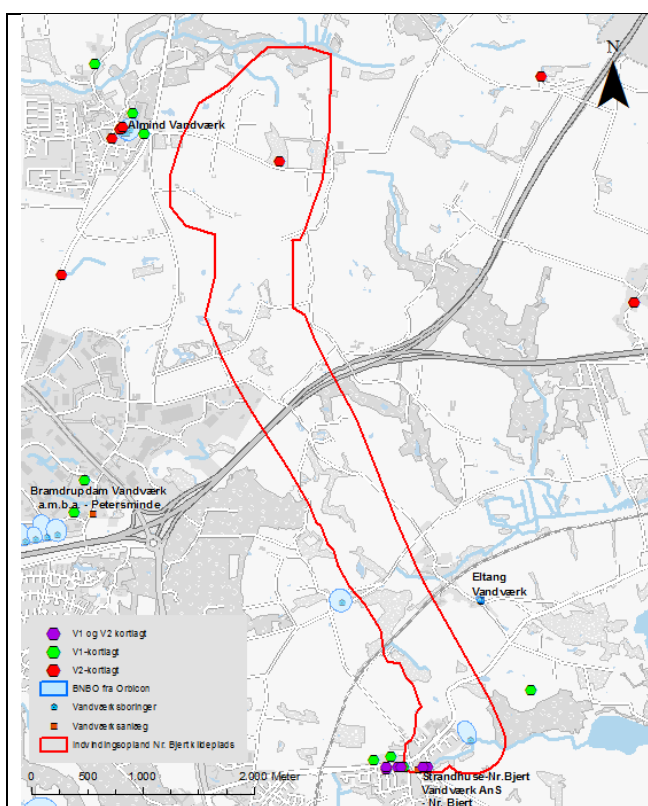 N
Almind Vandværk
Bramdrupdam Vandværk
a.m.b.a. - Petersminde
Eltang
Vandværk
V1 og V2 kortlagt
V1-kortlagt
V2-kortlagt
BNBO fra Orbicon
Vandværksboringer
Vandværksanlæg
Indvindingsopland Nr. Bjert kildeplads
0 500 1.000 2.000 Meter
Strandhuse-Nr.Bjert
Vandværk AnS
- Nr. Bjert